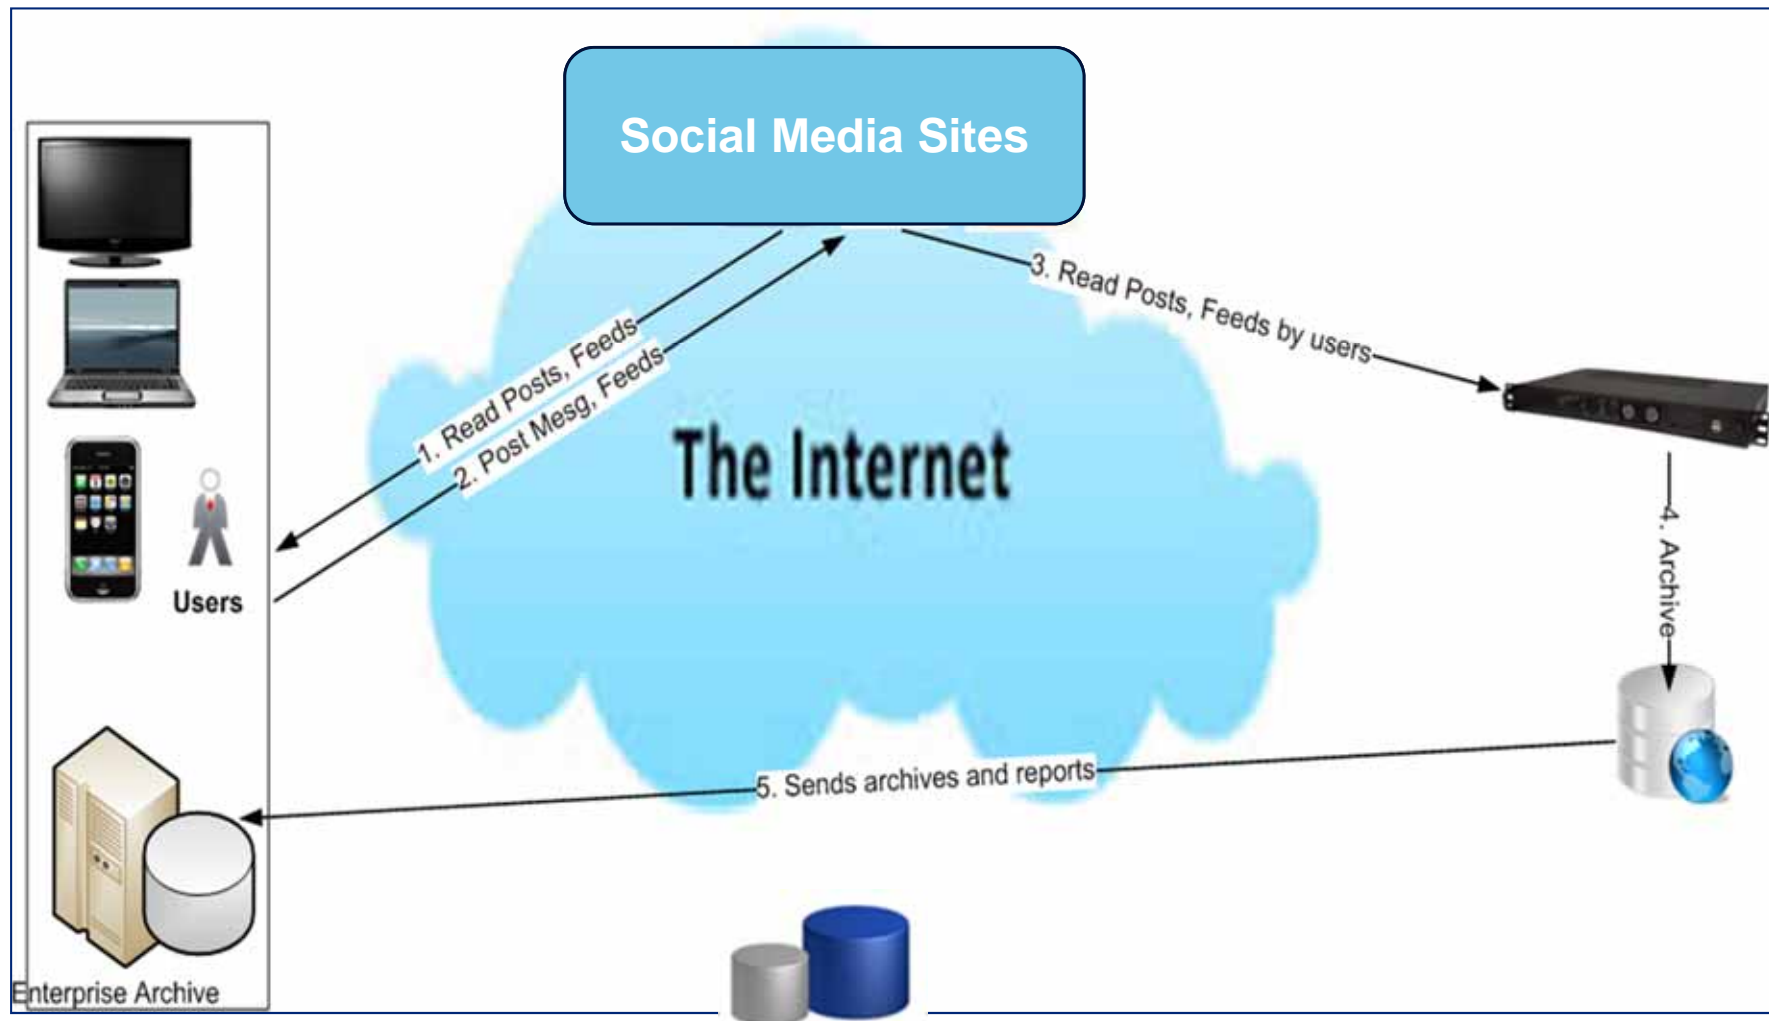 Social Media Sites
3. Read Posts, Feeds by users
1. Read Posts, Feeds
2. Post Mesg, Feeds
The Internet
4. Archive
Users
5. Sends archives and reports
Enterprise Archive